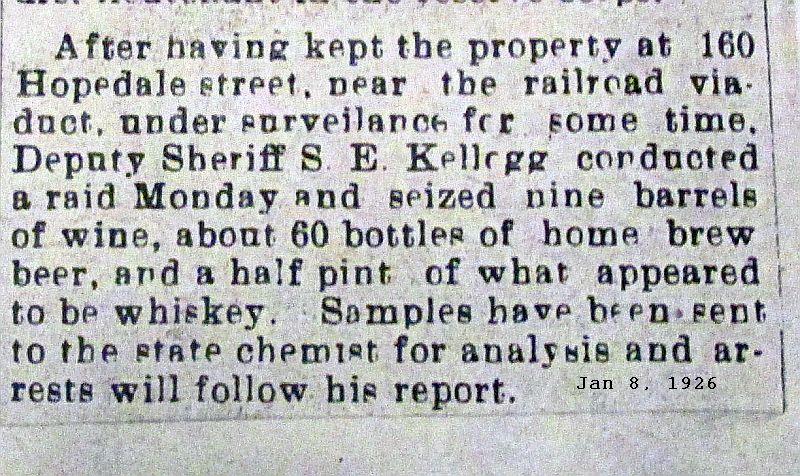 After having kept the property at 160
Hopedale street, near the railroad via-
duct, under surveilance for some time,
Deputy Sheriff S. E. Kellogg conducted
a raid Monday and seized nine barrels
of wine, about 60 bottles of home brew
beer, and a half pint of what appeared
to be whiskey. Samples have been sent
to the state chemist for analysis and ar-
rests will follow his report.
Jan 8, 1926